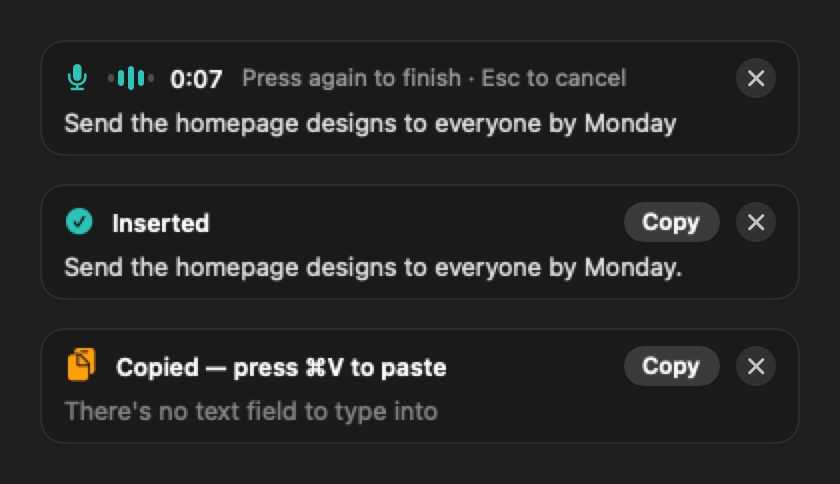 0:07 Press again to finish · Esc to cancel
Send the homepage designs to everyone by Monday
Inserted Copy
Send the homepage designs to everyone by Monday.
Copied — press ⌘V to paste Copy
There's no text field to type into